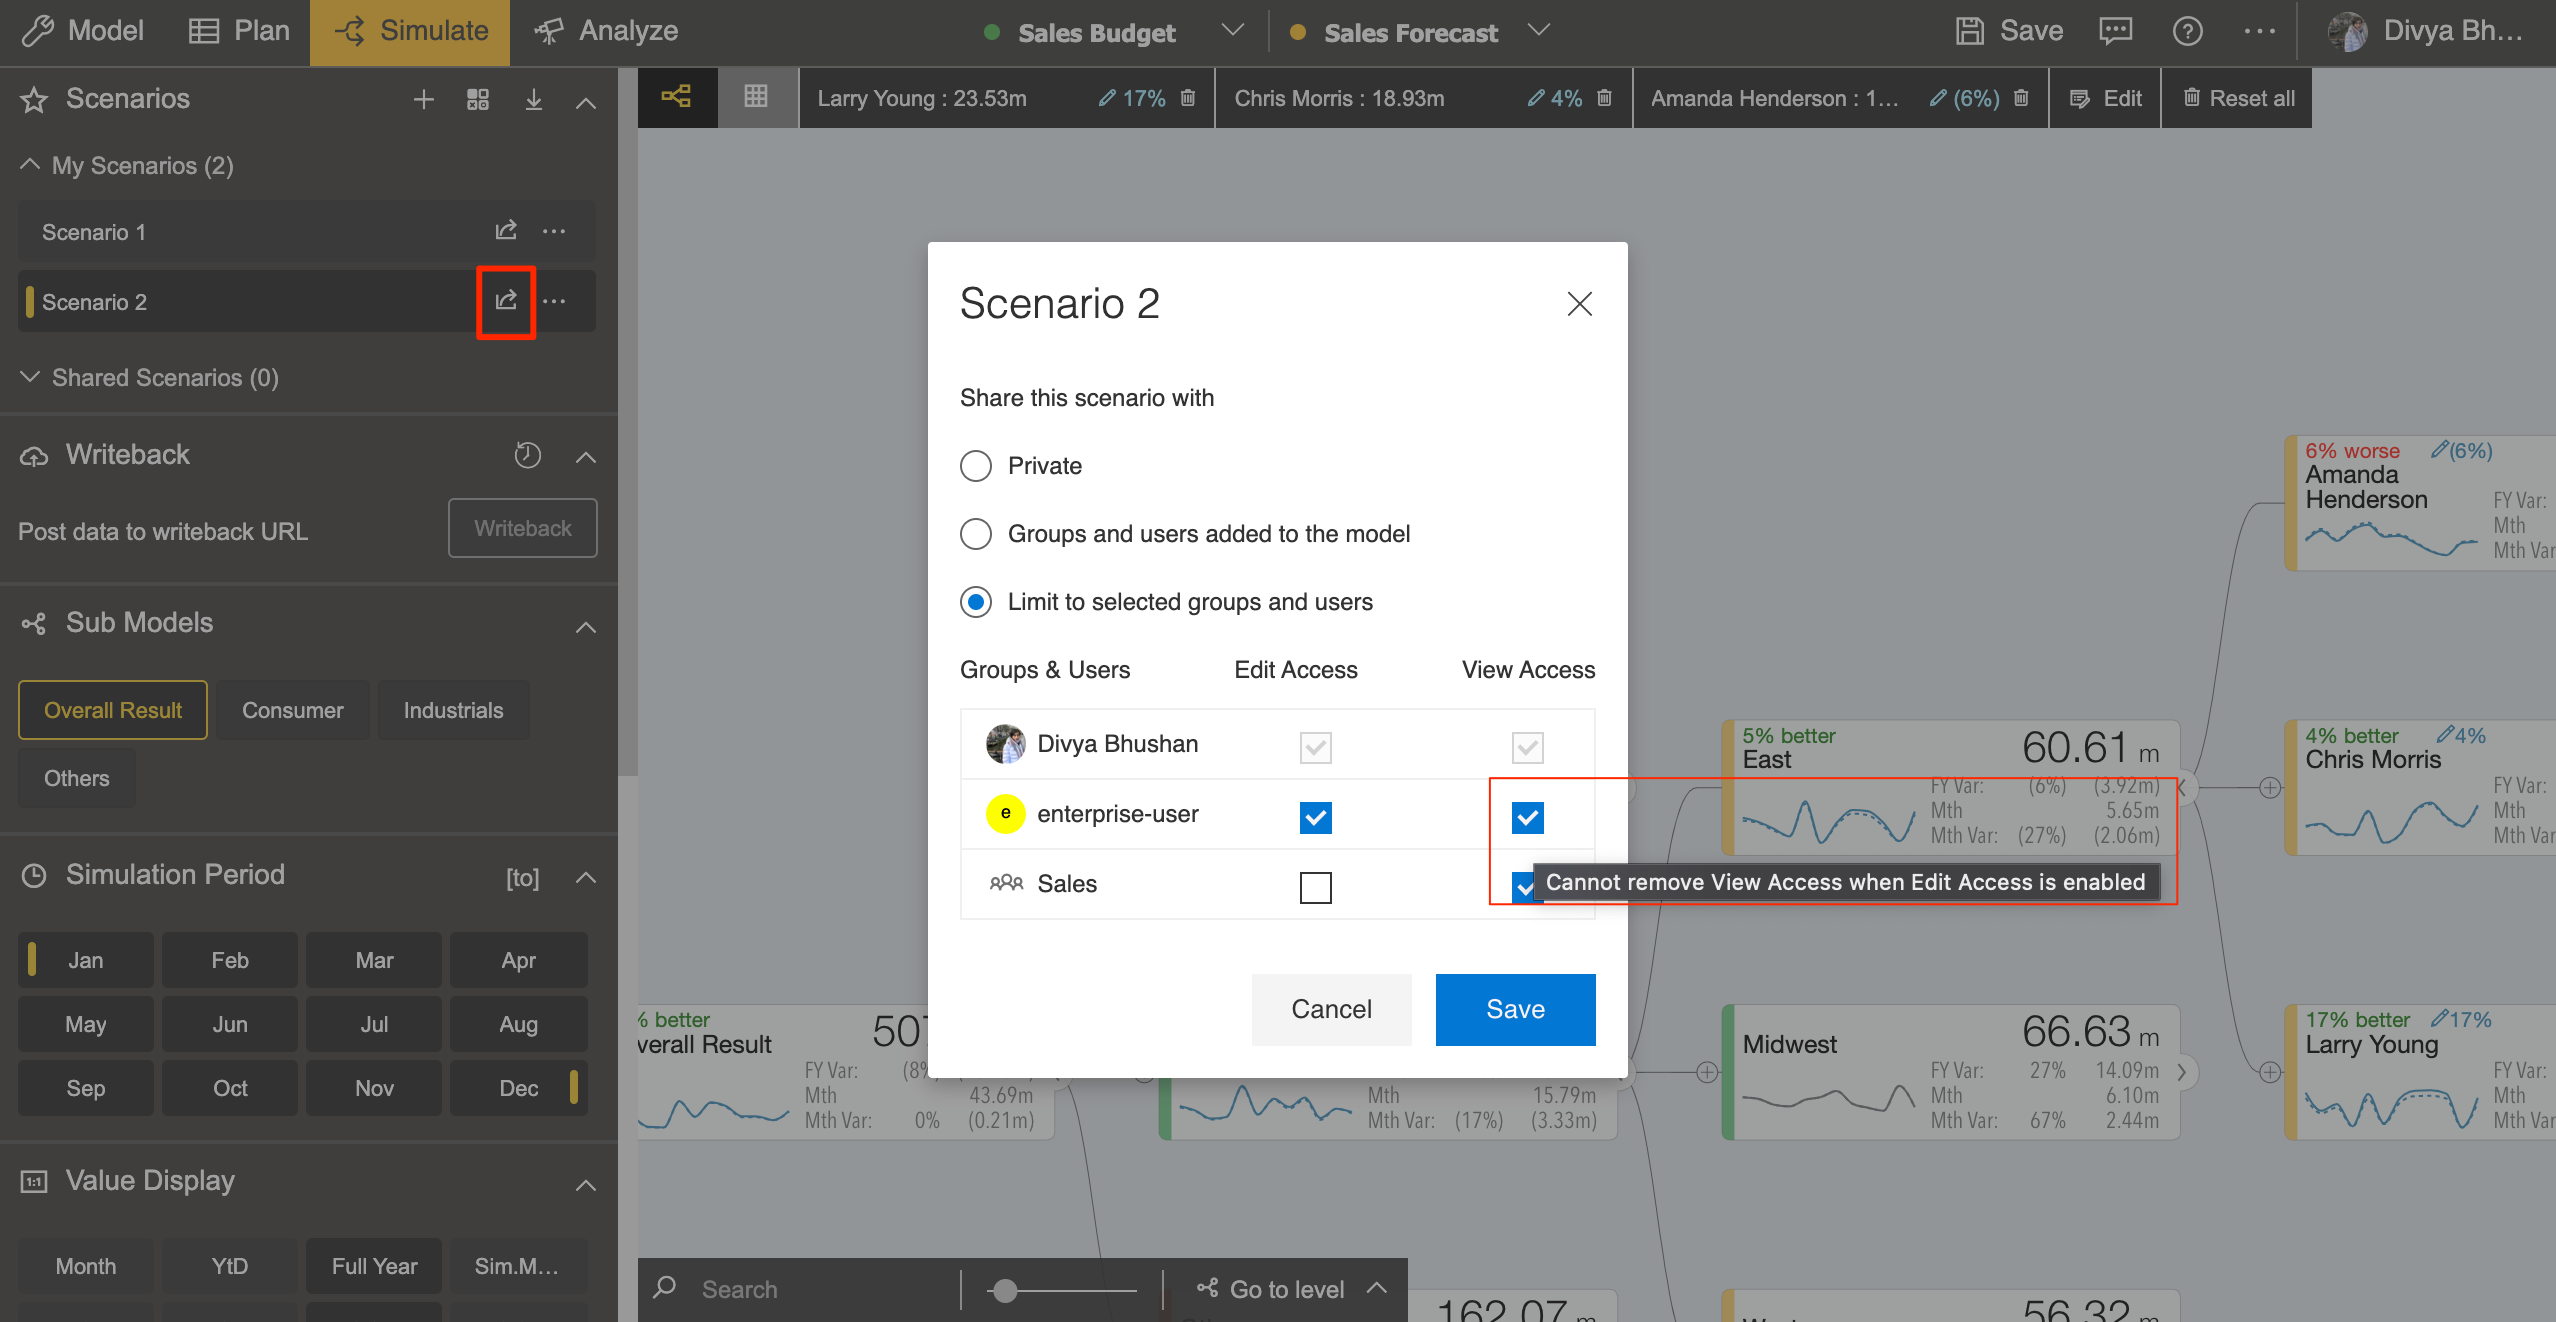 Model Plan Simulate Analyze
Sales Budget Sales Forecast
Save Divya Bh...
Scenarios
My Scenarios (2)
Scenario 1
Scenario 2
Shared Scenarios (0)
Writeback
Post data to writeback URL Writeback
Sub Models
Overall Result Consumer Industrials
Others
Simulation Period [to]
Jan Feb Mar Apr
May Jun Jul Aug
Sep Oct Nov Dec
1:1 Value Display
Month YtD Full Year Sim.M...
Larry Young : 23.53m 17% Chris Morris : 18.93m 4% Amanda Henderson : 1... (6%) Edit Reset all
Scenario 2
Share this scenario with
Private
Groups and users added to the model
Limit to selected groups and users
Groups & Users Edit Access View Access
Divya Bhushan
e enterprise-user
Sales
Cannot remove View Access when Edit Access is enabled
Cancel Save
6% worse (6%)
Amanda
Henderson FY Var:
Mth
Mth Var
5% better
East 60.61 m
FY Var: (6%) (3.92m)
Mth 5.65m
Mth Var: (27%) (2.06m)
4% better 4%
Chris Morris
FY Var:
Mth
Mth Var
% better
verall Result 507
FY Var: (8%
Mth 43.69m
Mth Var: 0% (0.21m)
Mth 15.79m
Mth Var: (17%) (3.33m)
Midwest 66.63 m
FY Var: 27% 14.09m
Mth 6.10m
Mth Var: 67% 2.44m
17% better 17%
Larry Young
FY Var:
Mth
Mth Var
Search Go to level
162.07 m
56.32 m